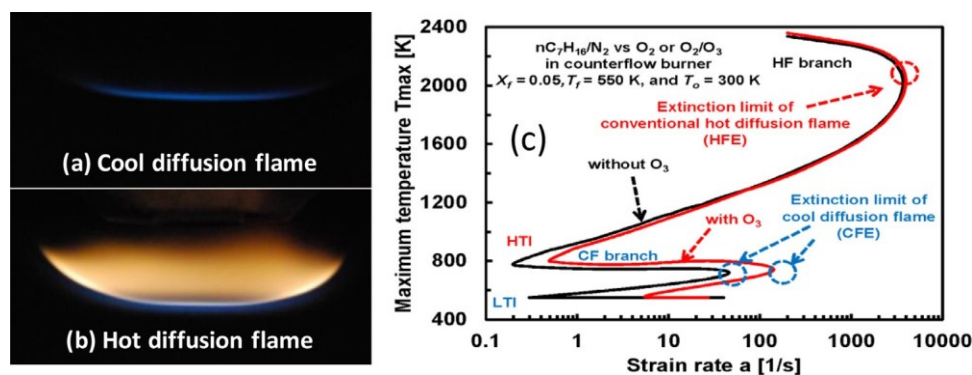 (a) Cool diffusion flame
(b) Hot diffusion flame
(c)
Maximum temperature Tmax [K]
2400
2000
1600
1200
800
400
nC₇H₁₆/N₂ vs O₂ or O₂/O₃
in counterflow burner
X_f = 0.05, T_f = 550 K, and T_o = 300 K
HF branch
Extinction limit of
conventional hot diffusion flame
(HFE)
without O₃
Extinction limit of
cool diffusion flame
(CFE)
with O₃
HTI
CF branch
LTI
0.1 1 10 100 1000 10000
Strain rate a [1/s]